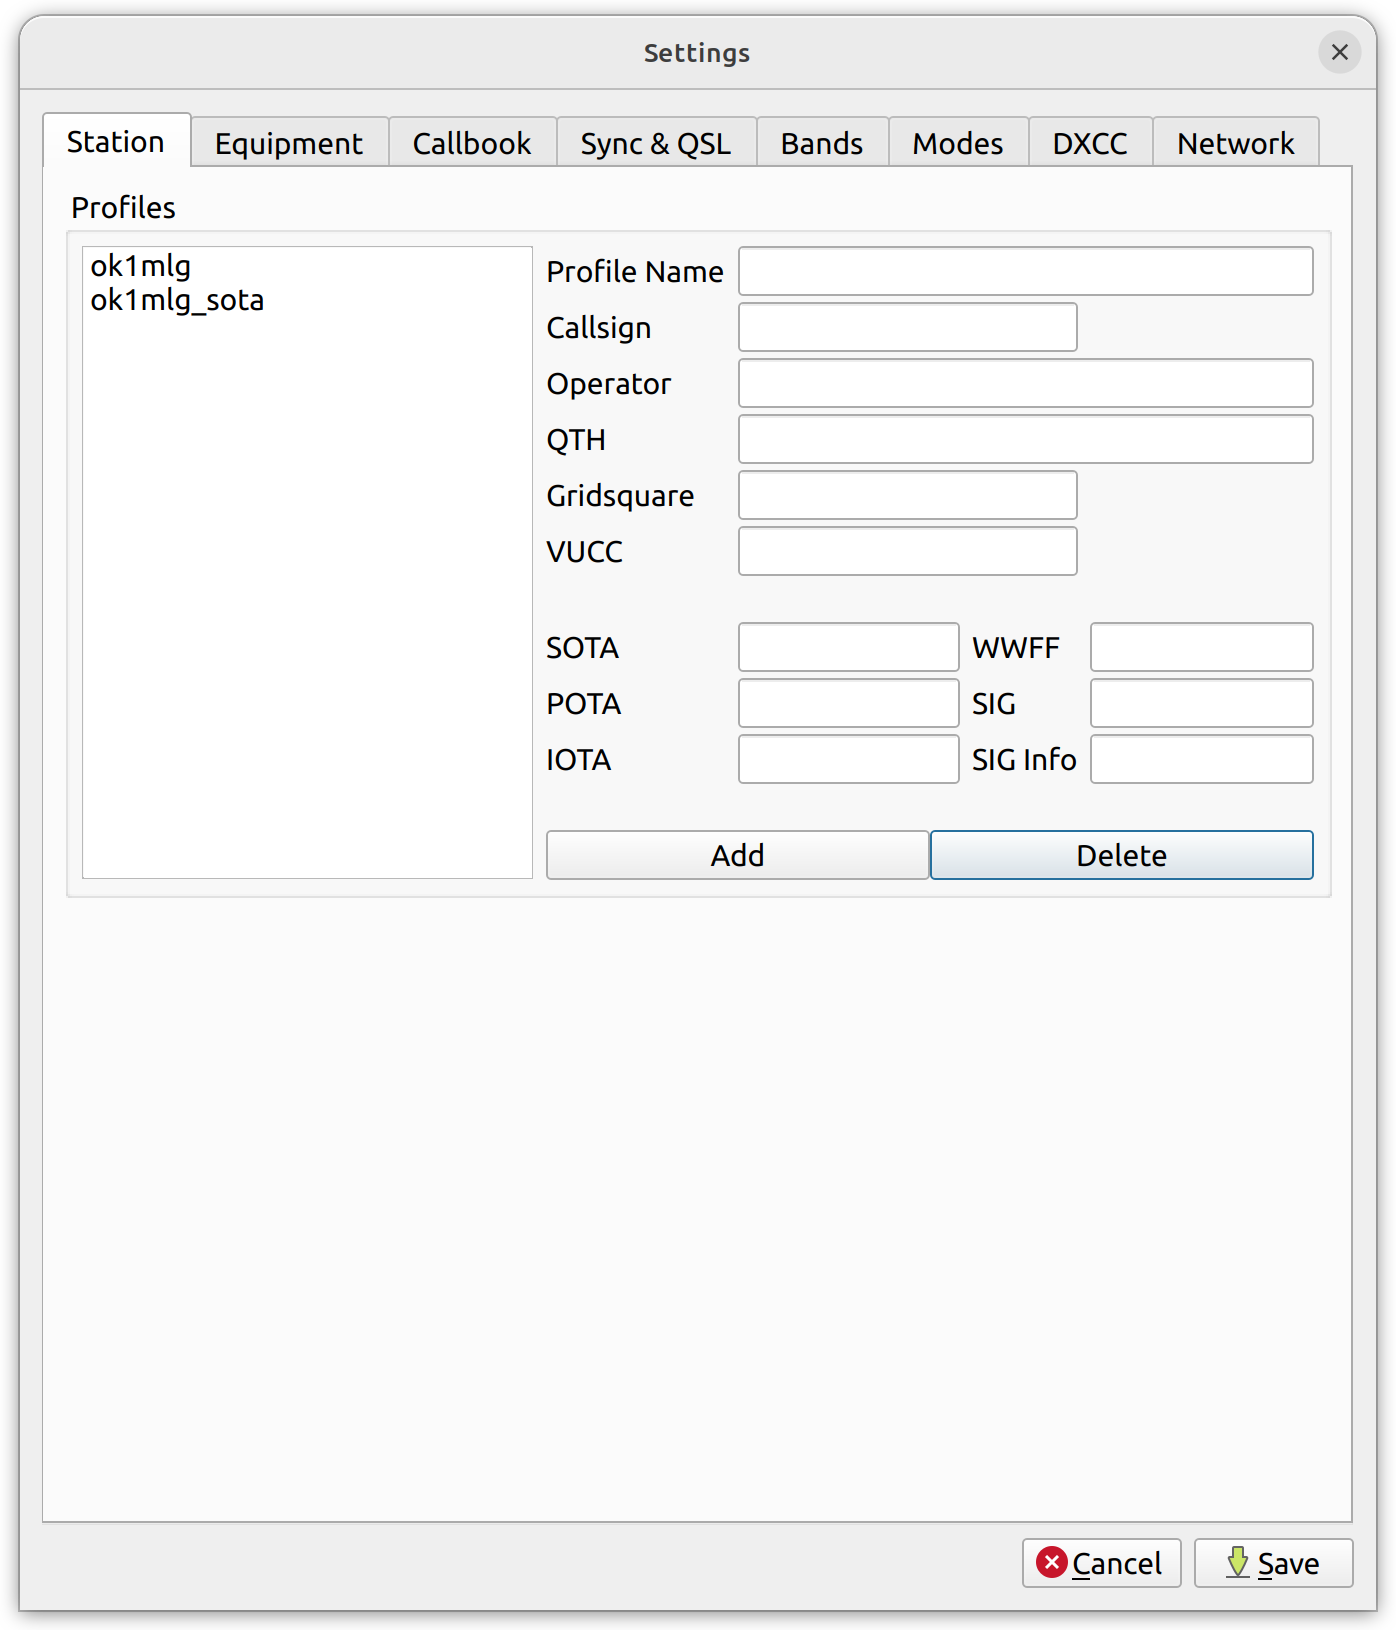 Settings
Station Equipment Callbook Sync & QSL Bands Modes DXCC Network
Profiles
ok1mlg
ok1mlg_sota
Profile Name
Callsign
Operator
QTH
Gridsquare
VUCC
SOTA WWFF
POTA SIG
IOTA SIG Info
Add Delete
Cancel Save